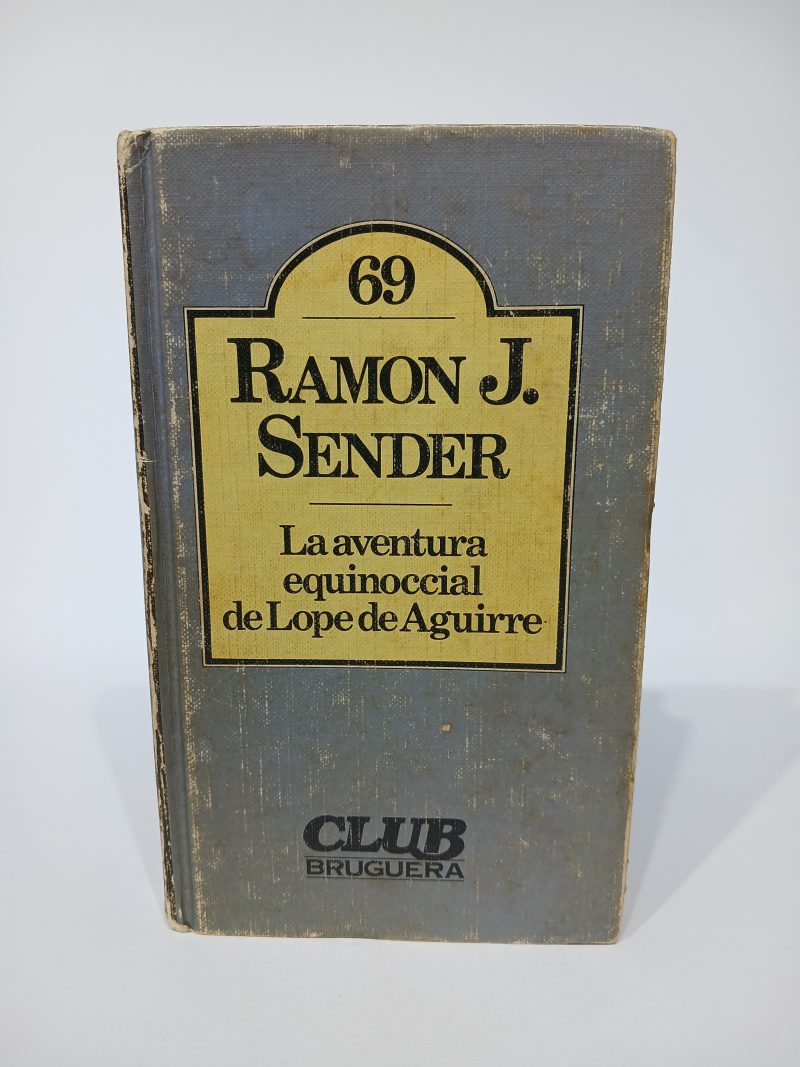 69
RAMON J.
SENDER
La aventura
equinoccial
de Lope de Aguirre
CLUB
BRUGUERA